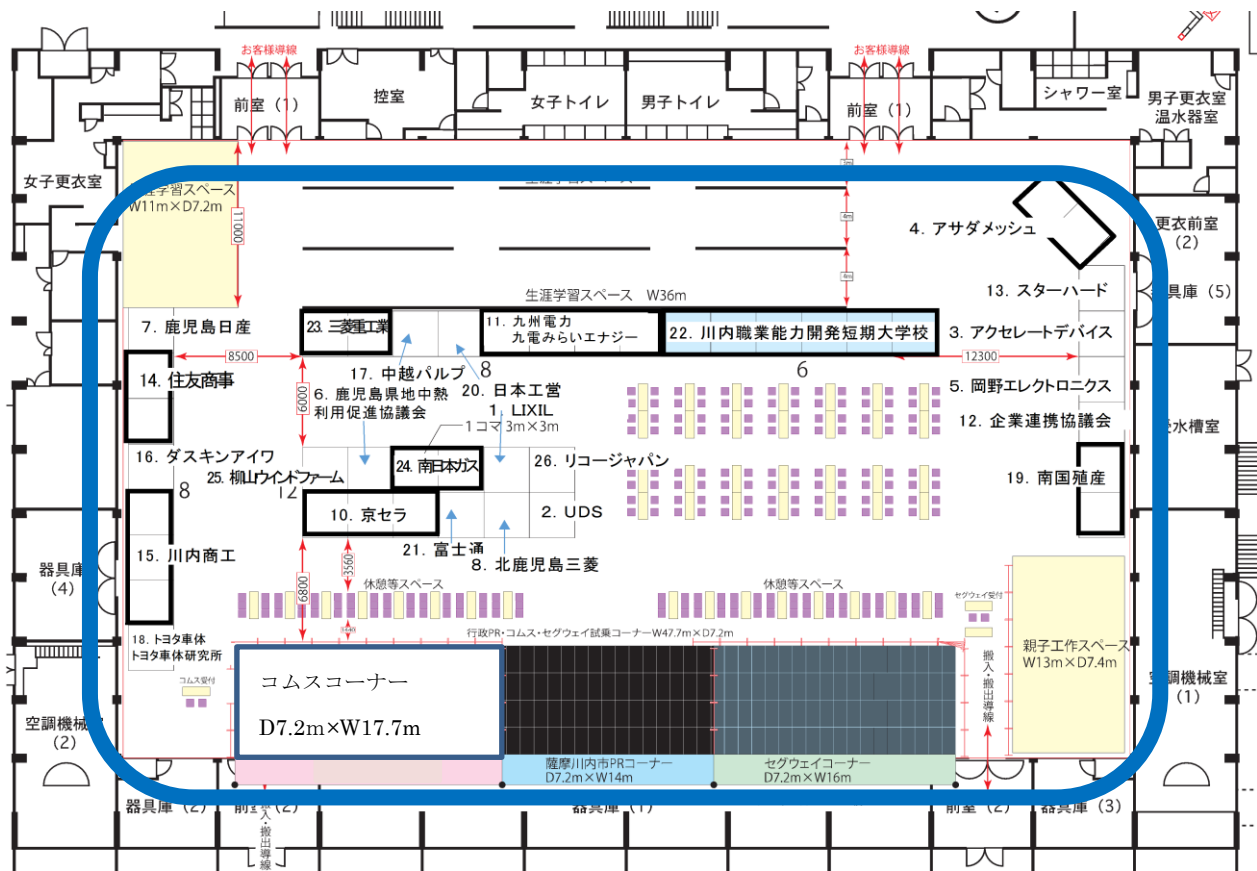 お客様導線
お客様導線
前室（1）
控室
女子トイレ
男子トイレ
前室（1）
シャワー室
男子更衣室
温水器室
女子更衣室
学習スペース
W11m×D7.2m
11000
4m
4m
4. アサダメッシュ
更衣前室
（2）
器具庫（5）
生涯学習スペース　W36m
13. スターハード
7. 鹿児島日産
23. 三菱重工業
11. 九州電力
九電みらいエナジー
22. 川内職業能力開発短期大学校
3. アクセレートデバイス
8500
12300
14. 住友商事
17. 中越パルプ
8
6
20. 日本工営
6. 鹿児島県地中熱
利用促進協議会
6000
1. LIXIL
1コマ 3m×3m
5. 岡野エレクトロニクス
12. 企業連携協議会
受水槽室
16. ダスキンアイワ
25. 柳山ウインドファーム
24. 南日本ガス
26. リコージャパン
19. 南国殖産
8
12
10. 京セラ
2. UDS
21. 富士通
8. 北鹿児島三菱
15. 川内商工
器具庫
（4）
6800
3560
休憩等スペース
休憩等スペース
セグウェイ受付
行政PR・コムス・セグウェイ試乗コーナーW47.7m×D7.2m
18. トヨタ車体
トヨタ車体研究所
コムス受付
親子工作スペース
W13m×D7.4m
搬入・搬出導線
コムスコーナー
D7.2m×W17.7m
空調機械室
（2）
空調機械室
（1）
薩摩川内市PRコーナー
D7.2m×W14m
セグウェイコーナー
D7.2m×W16m
器具庫（2）
前室（2）
器具庫（1）
前室（2）
器具庫（3）
搬入・搬出導線